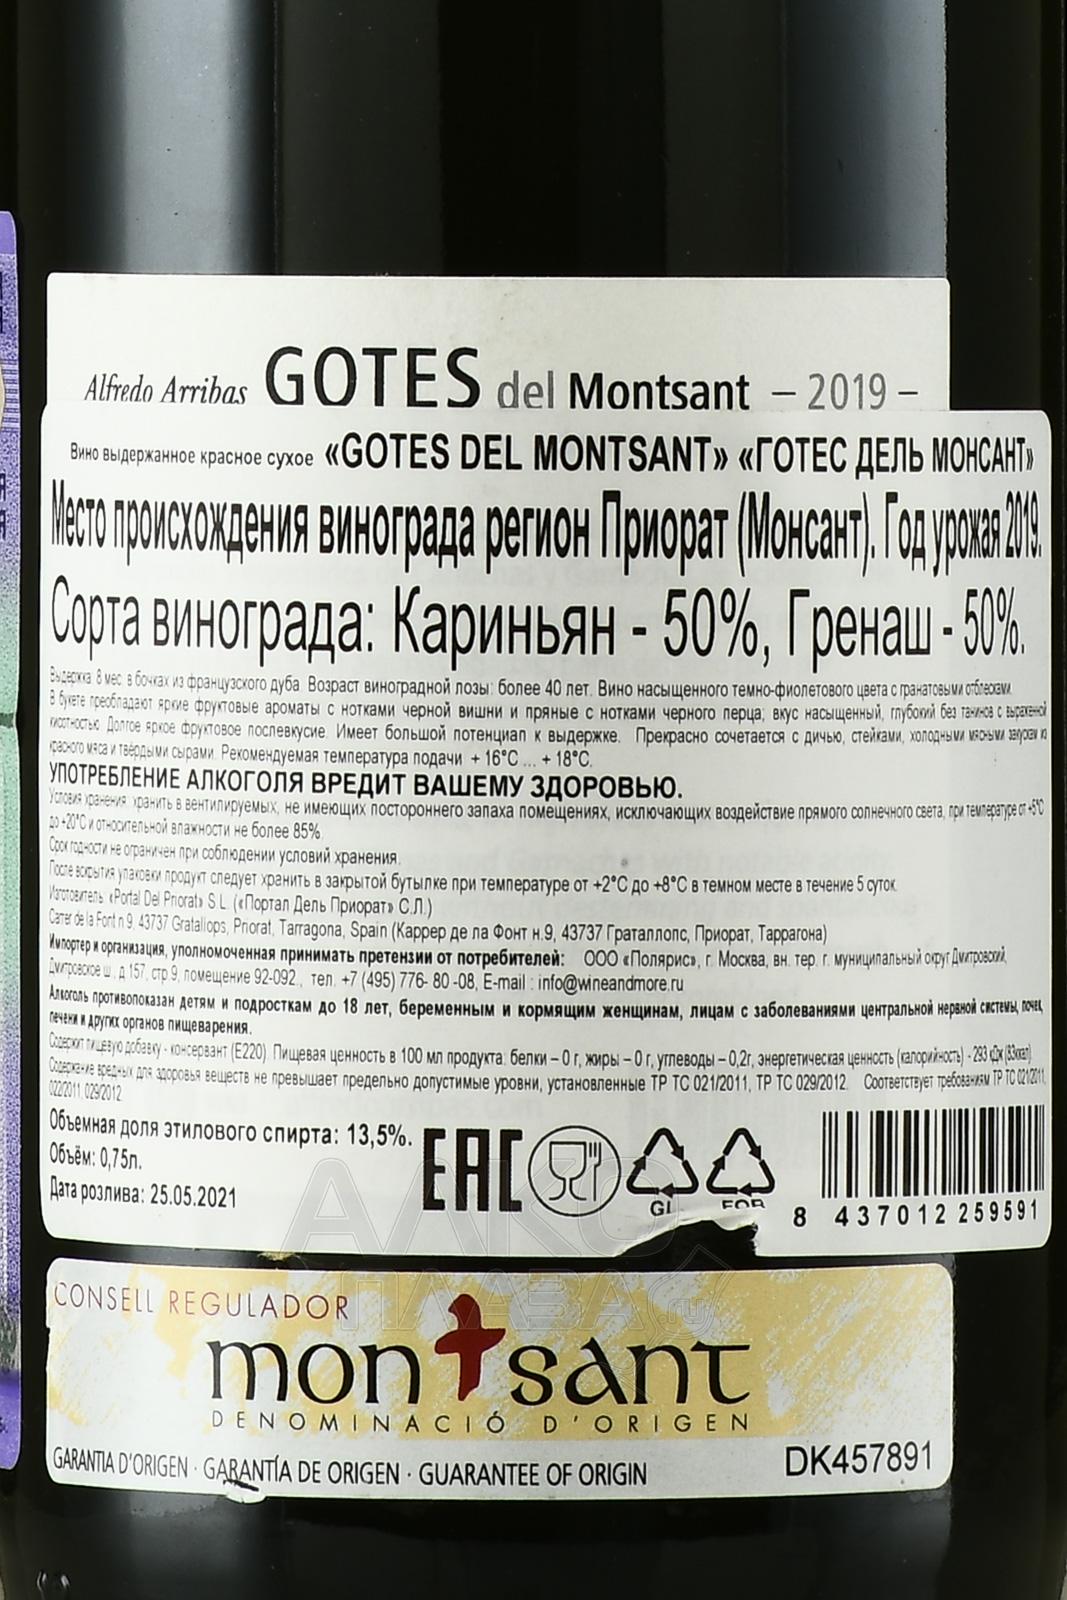 Alfredo Arribas GOTES del Montsant – 2019 –
Вино выдержанное красное сухое «GOTES DEL MONTSANT» «ГОТЕС ДЕЛЬ МОНСАНТ»
Место происхождения винограда регион Приорат (Монсант). Год урожая 2019.
Сорта винограда: Кариньян - 50%, Гренаш - 50%.
Выдержка 8 мес. в бочках из французского дуба. Возраст виноградной лозы: более 40 лет. Вино насыщенного темно-фиолетового цвета с гранатовыми отблесками.
В букете преобладают яркие фруктовые ароматы с нотками черной вишни и пряные с нотками черного перца; вкус насыщенный, глубокий без танинов с выраженной
кислотностью. Долгое яркое фруктовое послевкусие. Имеет большой потенциал к выдержке. Прекрасно сочетается с дичью, стейками, холодными мясными закусками из
красного мяса и твёрдыми сырами. Рекомендуемая температура подачи + 16°C ... + 18°C.
УПОТРЕБЛЕНИЕ АЛКОГОЛЯ ВРЕДИТ ВАШЕМУ ЗДОРОВЬЮ.
Условия хранения: хранить в вентилируемых, не имеющих постороннего запаха помещениях, исключающих воздействие прямого солнечного света, при температуре от +5°C
до +20°C и относительной влажности не более 85%.
Срок годности не ограничен при соблюдении условий хранения.
После вскрытия упаковки продукт следует хранить в закрытой бутылке при температуре от +2°C до +8°C в темном месте в течение 5 суток.
Изготовитель: «Portal Del Priorat» S.L. («Портал Дель Приорат» С.Л.)
Carrer de la Font n 9, 43737 Gratallops, Priorat, Tarragona, Spain (Каррер де ла Фонт н.9, 43737 Граталлопс, Приорат, Таррагона)
Импортер и организация, уполномоченная принимать претензии от потребителей: ООО «Полярис», г. Москва, вн. тер. г. муниципальный округ Дмитровский,
Дмитровское ш., д 157, стр 9, помещение 92-092., тел. +7 (495) 776- 80 -08, E-mail : info@wineandmore.ru
Алкоголь противопоказан детям и подросткам до 18 лет, беременным и кормящим женщинам, лицам с заболеваниями центральной нервной системы, почек,
печени и других органов пищеварения.
Содержит пищевую добавку - консервант (E220). Пищевая ценность в 100 мл продукта: белки – 0 г, жиры – 0 г, углеводы – 0,2г, энергетическая ценность (калорийность) - 293 кДж (83ккал)
Содержание вредных для здоровья веществ не превышает предельно допустимые уровни, установленные ТР ТС 021/2011, ТР ТС 029/2012. Соответствует требованиям ТР ТС 021/2011,
022/2011, 029/2012
Объемная доля этилового спирта: 13,5%.
Объём: 0,75л.
Дата розлива: 25.05.2021
EAC
GL FOR
8 437012 259591
АЛКО
ПЛАЗА
.ru
CONSELL REGULADOR
montsant
DENOMINACIÓ D'ORIGEN
GARANTIA D'ORIGEN · GARANTÍA DE ORIGEN · GUARANTEE OF ORIGIN
DK457891